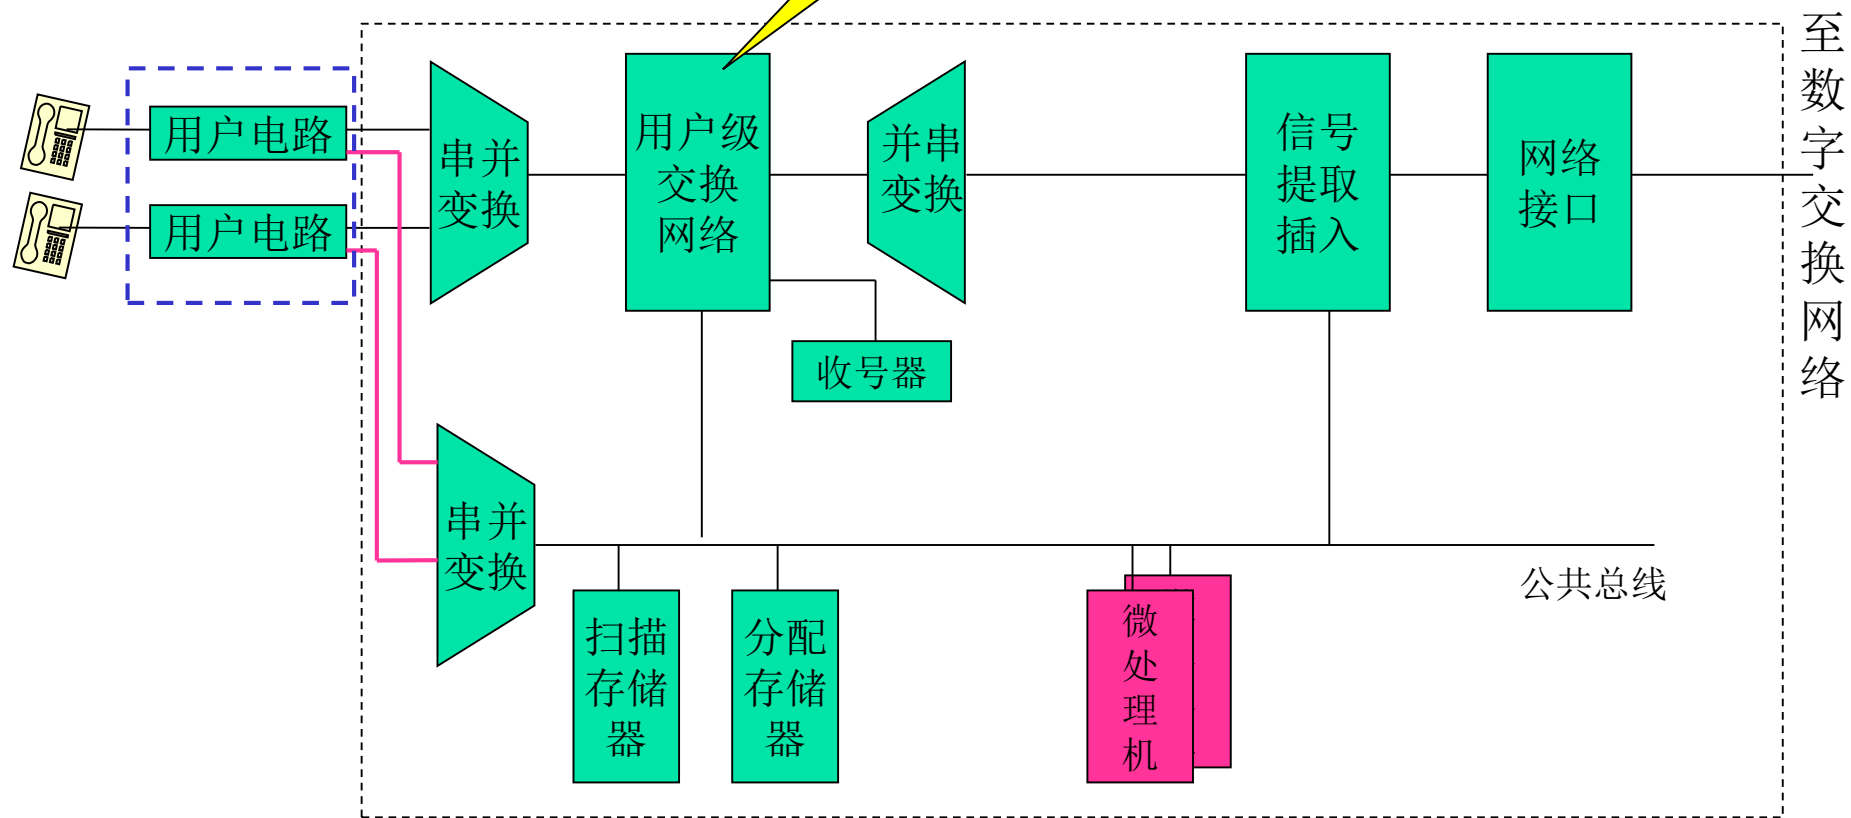 用户电路
用户电路
串并
变换
用户级
交换
网络
并串
变换
信号
提取
插入
网络
接口
至数字交换网络
收号器
串并
变换
公共总线
扫描
存储
器
分配
存储
器
微处理机